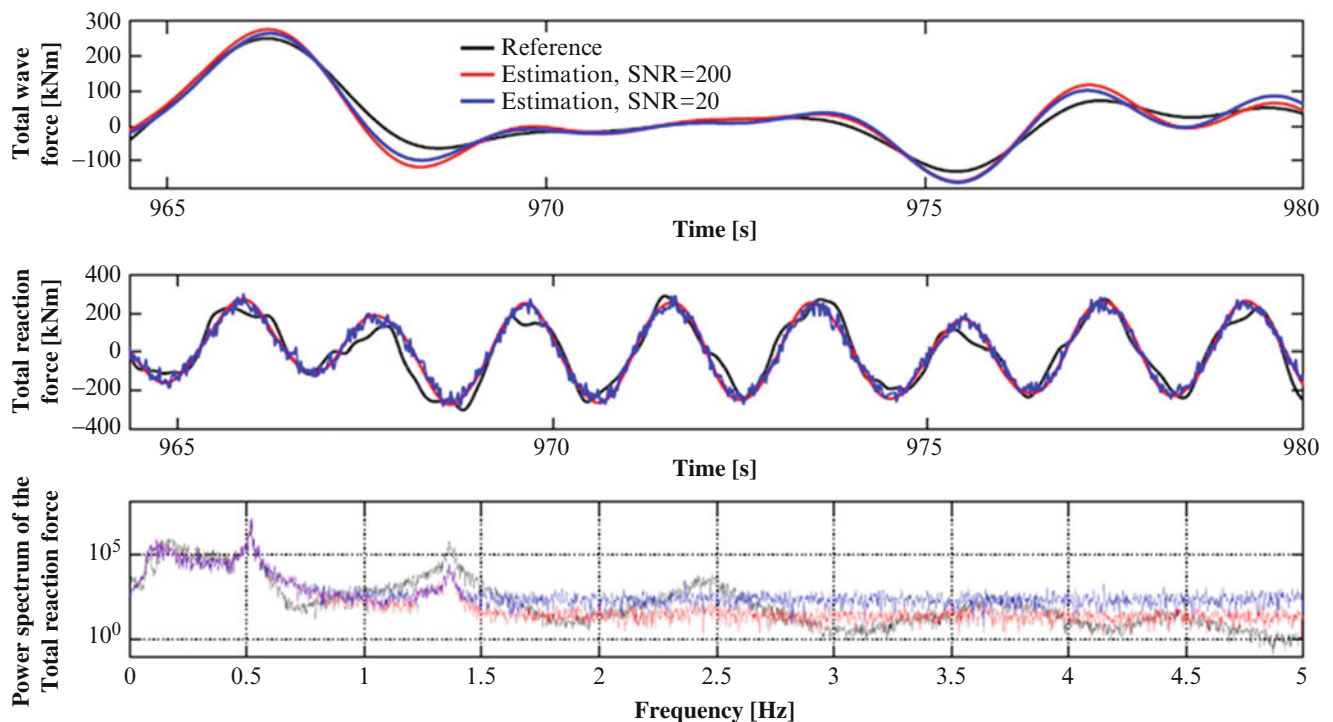 Total wave
force [kNm]
300
200
100
0
−100
Reference
Estimation, SNR=200
Estimation, SNR=20
965
970
975
980
Time [s]
Total reaction
force [kNm]
400
200
0
−200
−400
965
970
975
980
Time [s]
Power spectrum of the
Total reaction force
10^5
10^0
0
0.5
1
1.5
2
2.5
3
3.5
4
4.5
5
Frequency [Hz]